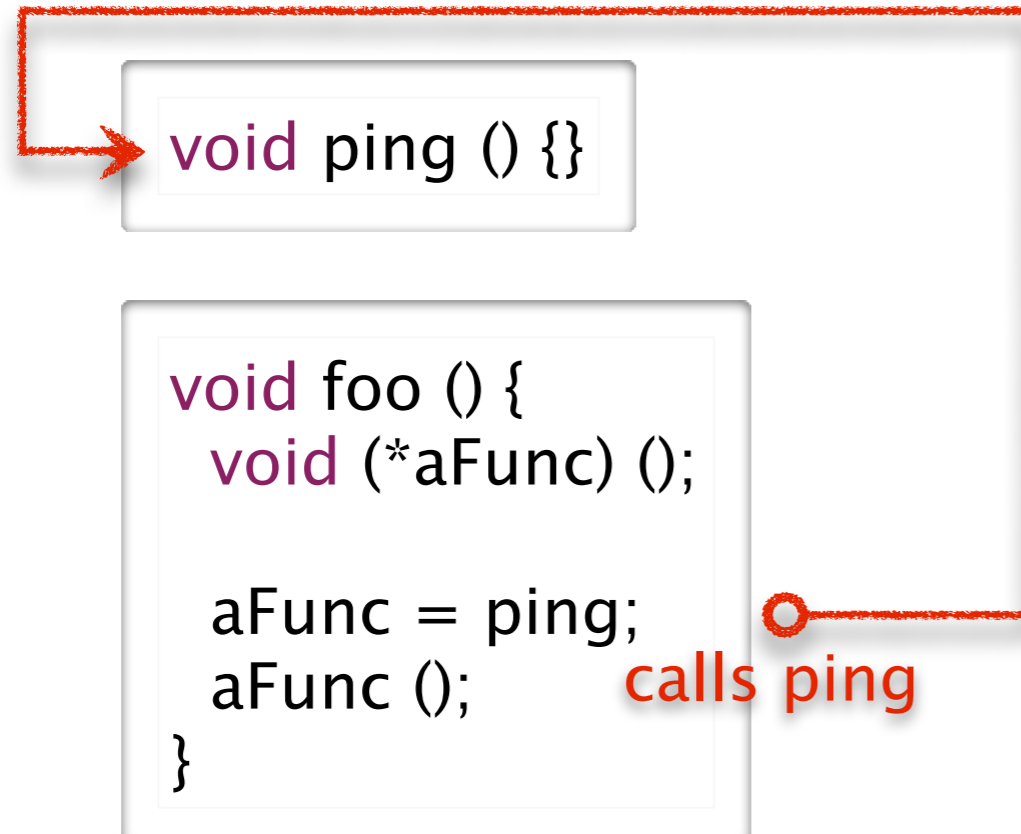 void ping () {}
void foo () {
void (*aFunc) ();
aFunc = ping;
aFunc ();
calls ping
}